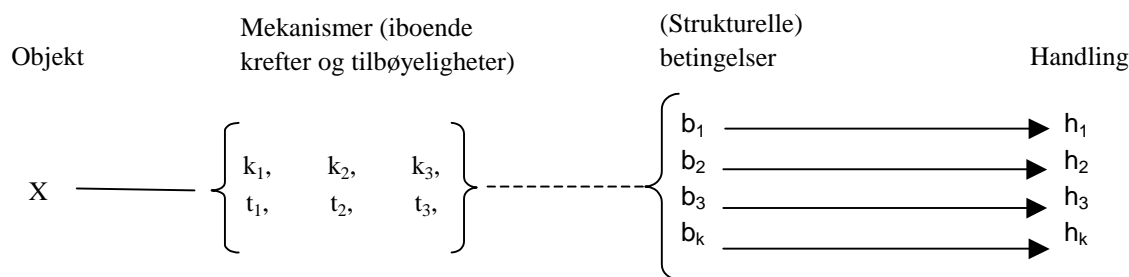 Objekt
Mekanismer (iboende
krefter og tilbøyeligheter)
(Strukturelle)
betingelser
Handling
X
k₁, k₂, k₃,
t₁, t₂, t₃,
b₁ h₁
b₂ h₂
b₃ h₃
bₖ hₖ